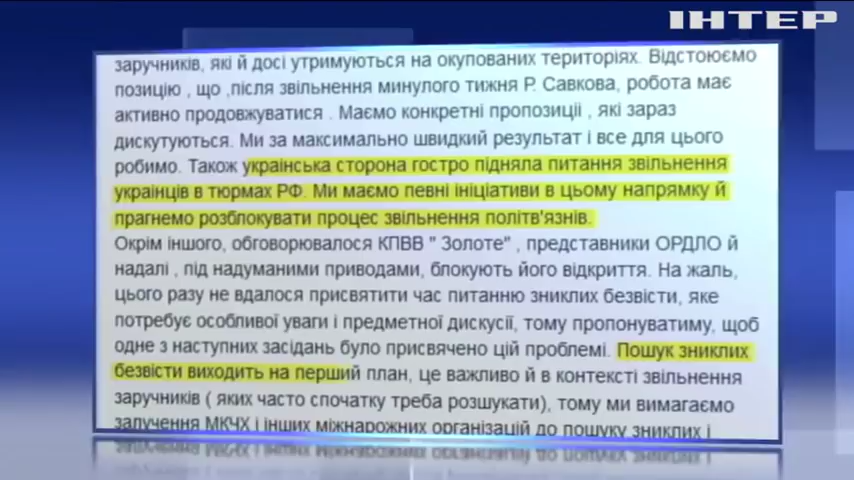 ІНТЕР
заручників, які й досі утримуються на окупованих територіях. Відстоюємо
позицію , що ,після звільнення минулого тижня Р. Савкова, робота має
активно продовжуватися . Маємо конкретні пропозиції , які зараз
дискутуються. Ми за максимально швидкий результат і все для цього
робимо. Також українська сторона гостро підняла питання звільнення
українців в тюрмах РФ. Ми маємо певні ініціативи в цьому напрямку й
прагнемо розблокувати процес звільнення політв'язнів.
Окрім іншого, обговорювалося КПВВ " Золоте" , представники ОРДЛО й
надалі , під надуманими приводами, блокують його відкриття. На жаль,
цього разу не вдалося присвятити час питанню зниклих безвісти, яке
потребує особливої уваги і предметної дискусії, тому пропонуватиму, щоб
одне з наступних засідань було присвячено цій проблемі. Пошук зниклих
безвісти виходить на перший план, це важливо й в контексті звільнення
заручників ( яких часто спочатку треба розшукати), тому ми вимагаємо
залучення МКЧХ і інших міжнарожних організацій до пошуку зниклих і